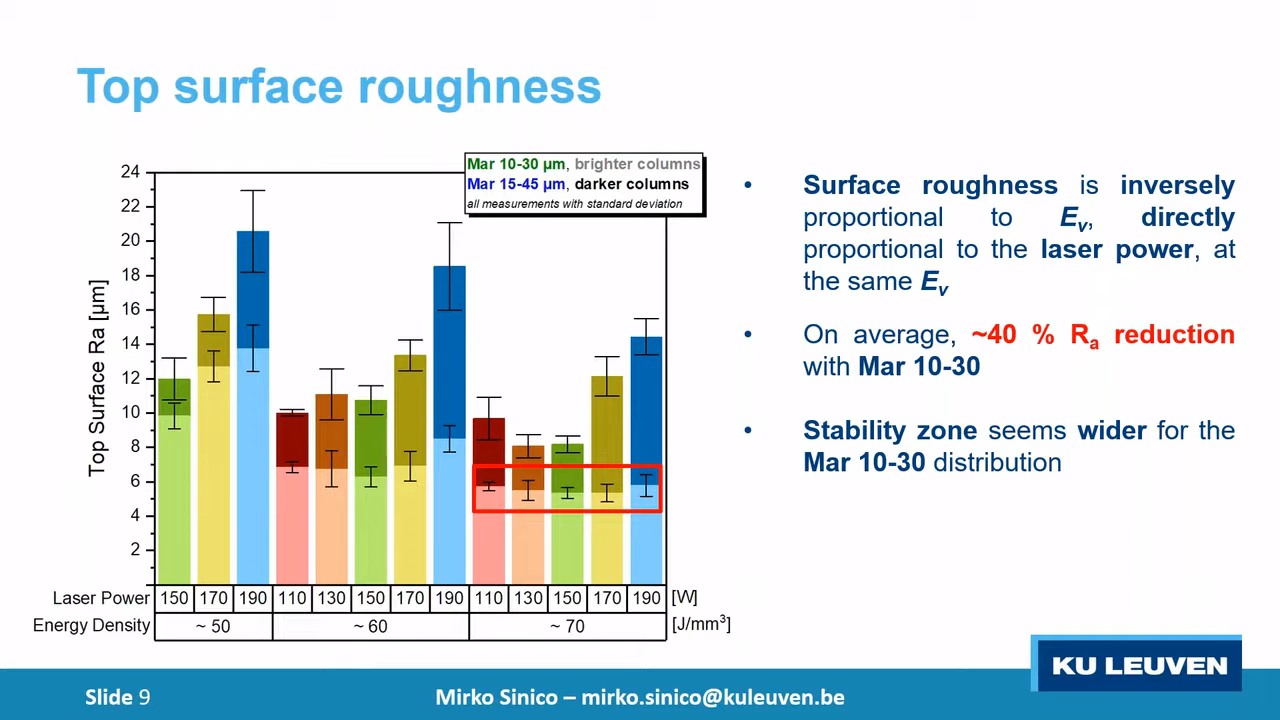 Top surface roughness
Mar 10-30 µm, brighter columns
Mar 15-45 µm, darker columns
all measurements with standard deviation
24
22
20
18
16
14
12
10
8
6
4
2
Top Surface Ra [µm]
Laser Power 150 170 190 110 130 150 170 190 110 130 150 170 190 [W]
Energy Density ~ 50 ~ 60 ~ 70 [J/mm³]
• Surface roughness is inversely
proportional to Ev, directly
proportional to the laser power, at
the same Ev
• On average, ~40 % Ra reduction
with Mar 10-30
• Stability zone seems wider for the
Mar 10-30 distribution
KU LEUVEN
Slide 9
Mirko Sinico – mirko.sinico@kuleuven.be